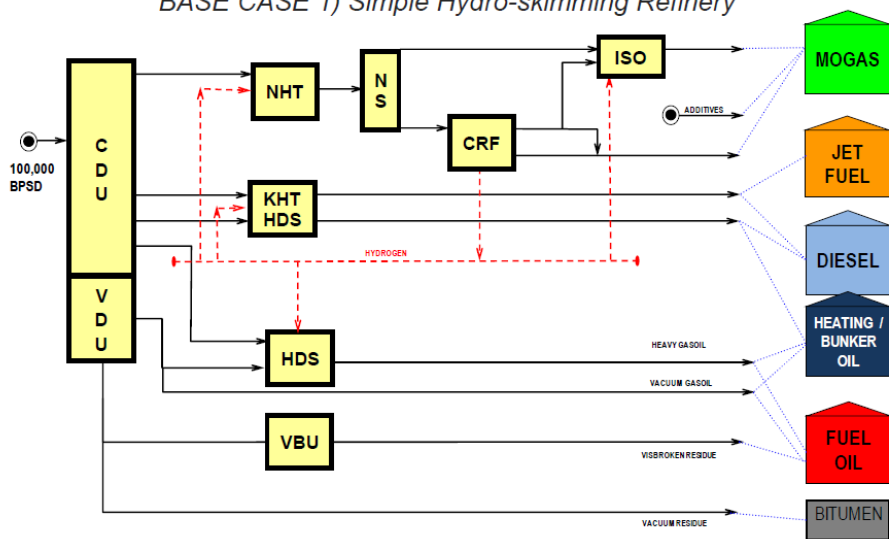 BASE CASE 1) Simple Hydro-skimming Refinery
C
D
U
V
D
U
100,000
BPSD
NHT
N
S
ISO
CRF
ADDITIVES
KHT
HDS
HYDROGEN
HDS
VBU
HEAVY GASOIL
VACUUM GASOIL
VISBROKEN RESIDUE
VACUUM RESIDUE
MOGAS
JET
FUEL
DIESEL
HEATING /
BUNKER
OIL
FUEL
OIL
BITUMEN